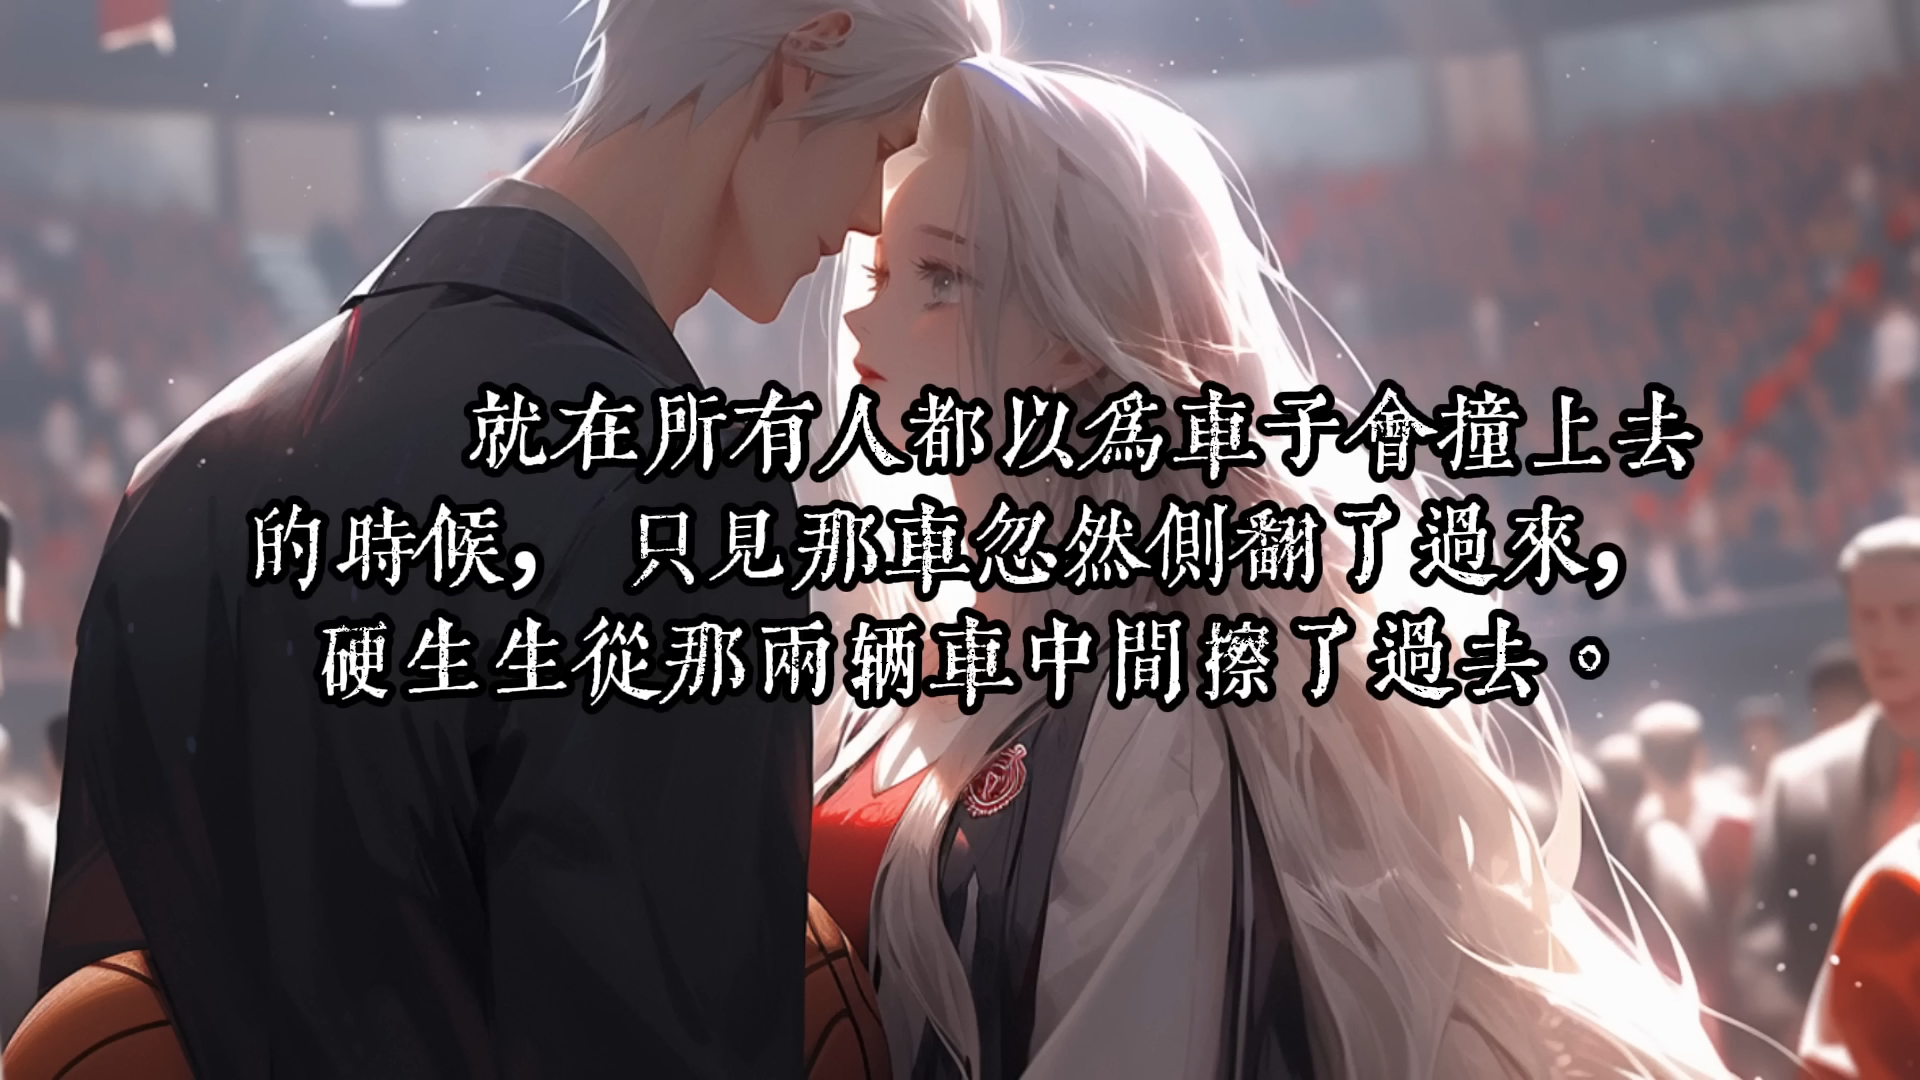 就在所有人都以為車子會撞上去
的時候，只見那車忽然側翻了過來，
硬生生從那兩辆車中間擦了過去。